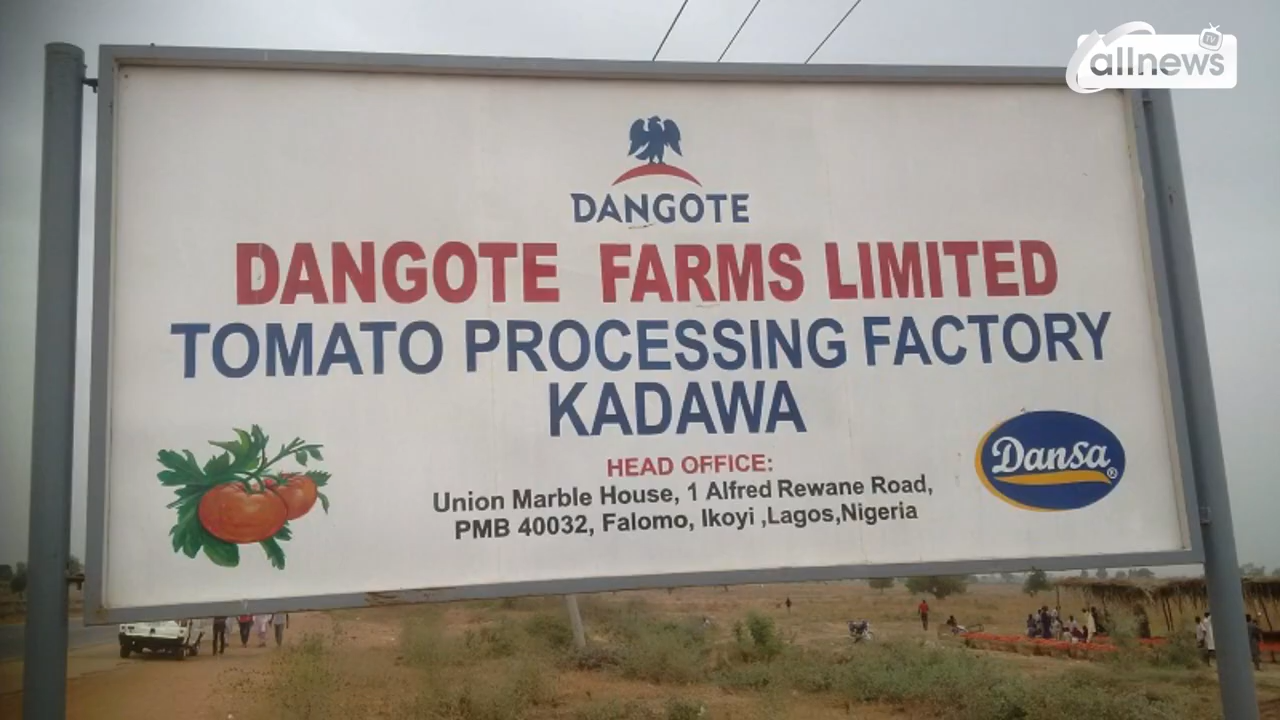 allnews
TV
DANGOTE
DANGOTE FARMS LIMITED
TOMATO PROCESSING FACTORY
KADAWA
HEAD OFFICE:
Union Marble House, 1 Alfred Rewane Road,
PMB 40032, Falomo, Ikoyi ,Lagos,Nigeria
Dansa®